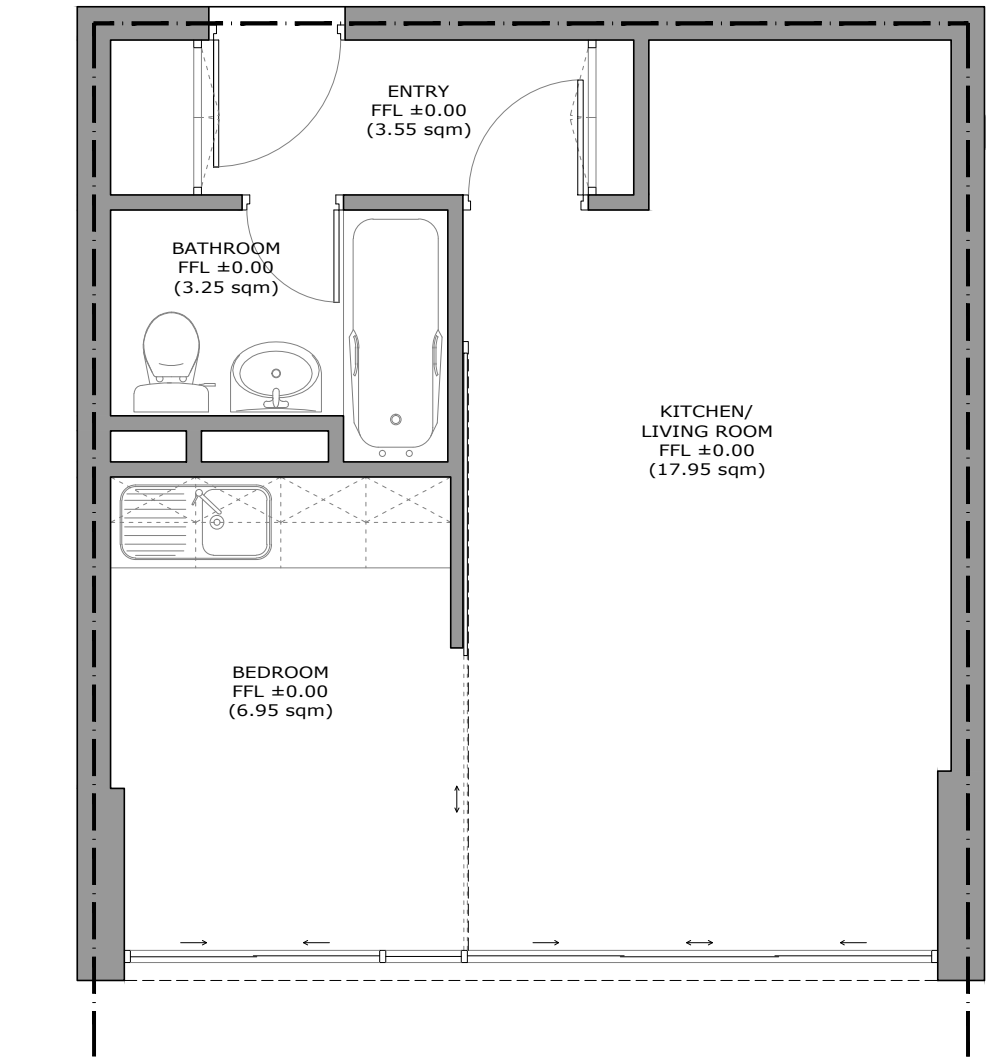 ENTRY
FFL ±0.00
(3.55 sqm)
BATHROOM
FFL ±0.00
(3.25 sqm)
KITCHEN/
LIVING ROOM
FFL ±0.00
(17.95 sqm)
BEDROOM
FFL ±0.00
(6.95 sqm)